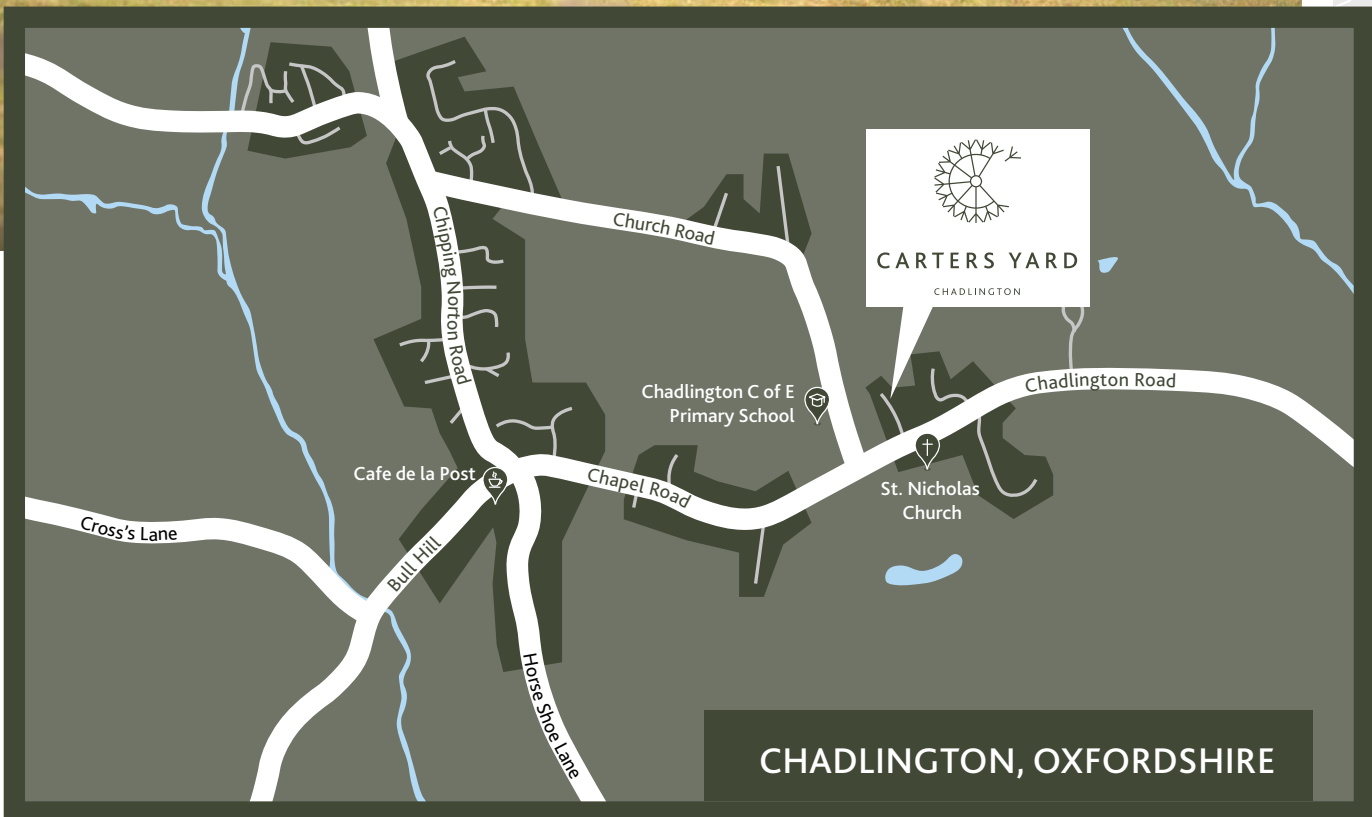 CARTERS YARD
CHADLINGTON
Church Road
Chipping Norton Road
Chadlington Road
Chadlington C of E
Primary School
Cafe de la Post
Chapel Road
St. Nicholas
Church
Cross's Lane
Bull Hill
Horse Shoe Lane
CHADLINGTON, OXFORDSHIRE